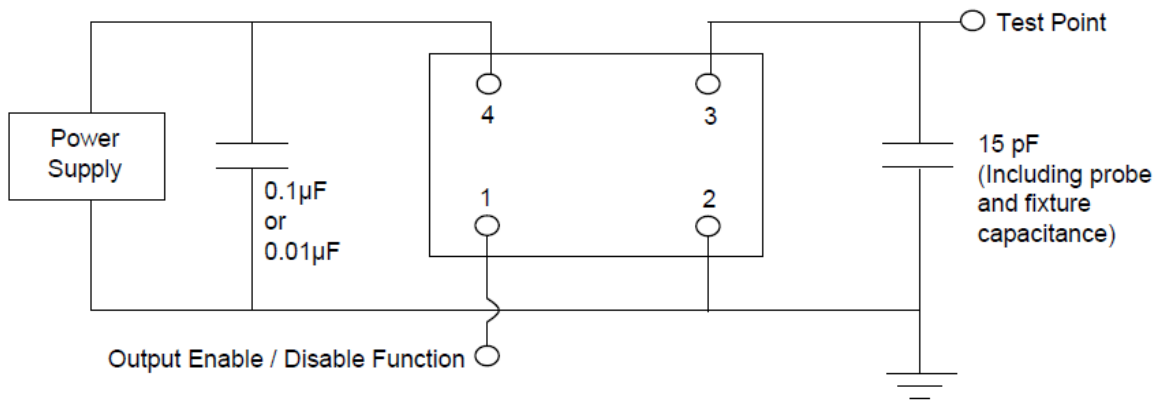 Test Point
Power
Supply
4
3
0.1µF
or
0.01µF
1
2
15 pF
(Including probe
and fixture
capacitance)
Output Enable / Disable Function